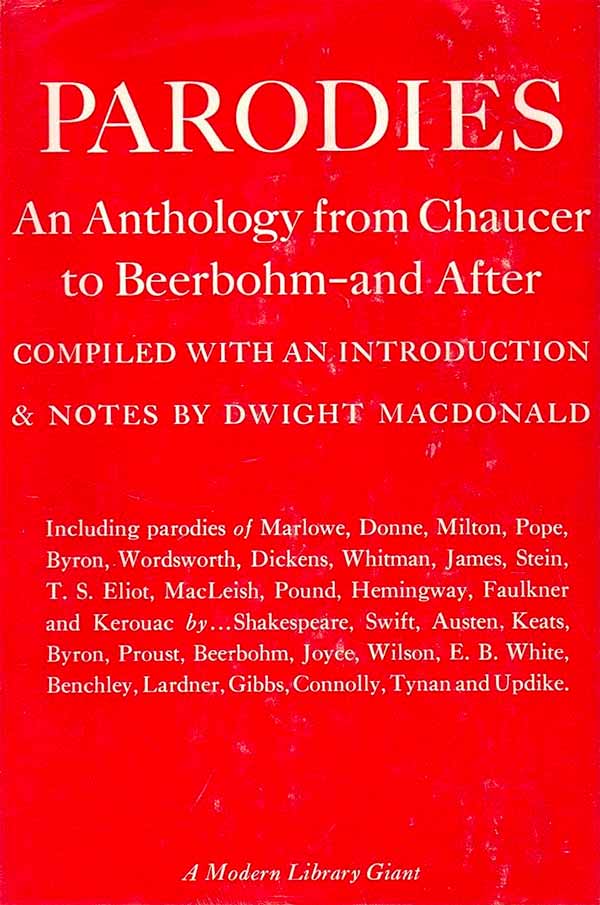 PARODIES
An Anthology from Chaucer
to Beerbohm–and After
COMPILED WITH AN INTRODUCTION
& NOTES BY DWIGHT MACDONALD
Including parodies of Marlowe, Donne, Milton, Pope,
Byron, Wordsworth, Dickens, Whitman, James, Stein,
T. S. Eliot, MacLeish, Pound, Hemingway, Faulkner
and Kerouac by...Shakespeare, Swift, Austen, Keats,
Byron, Proust, Beerbohm, Joyce, Wilson, E. B. White,
Benchley, Lardner, Gibbs, Connolly, Tynan and Updike.
A Modern Library Giant